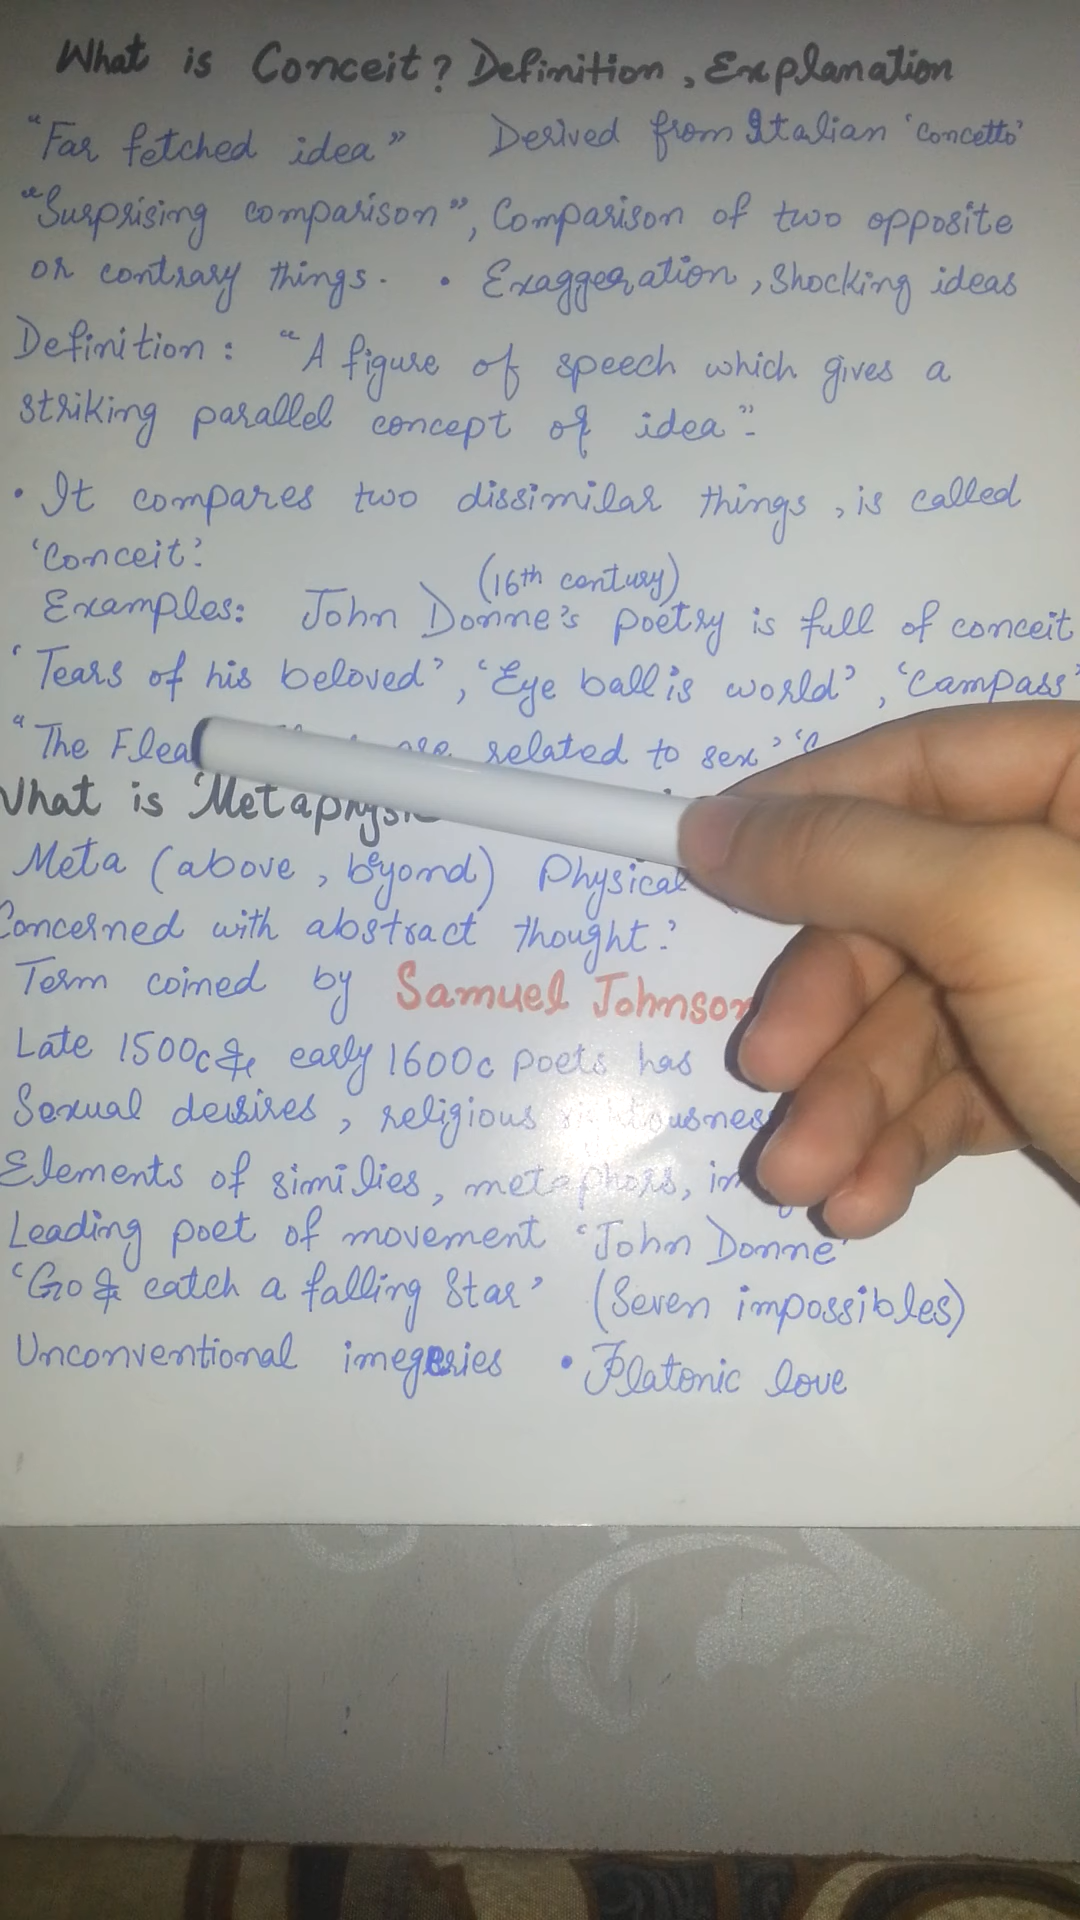 What is Conceit? Definition, Explanation
"Far fetched idea" Derived from Italian 'concetto'
"Surprising comparison", Comparison of two opposite
or contrary things. • Exaggeration, Shocking ideas
Definition: "A figure of speech which gives a
striking parallel concept of idea".
• It compares two dissimilar things, is called
'Conceit'.
(16th century)
Examples: John Donne's poetry is full of conceit
'Tears of his beloved', 'Eye ball is world', 'Campass'
"The Flea are related to sex'
What is 'Metaphysic
Meta (above, beyond) Physical
Concerned with abstract thought.'
Term coined by Samuel Johnson
Late 1500c & early 1600c poets has
Sexual desires, religious rightousness
Elements of similies, metaphors,
Leading poet of movement 'John Donne'
'Go & catch a falling Star' (Seven impossibles)
Unconventional imegeries • Platonic love